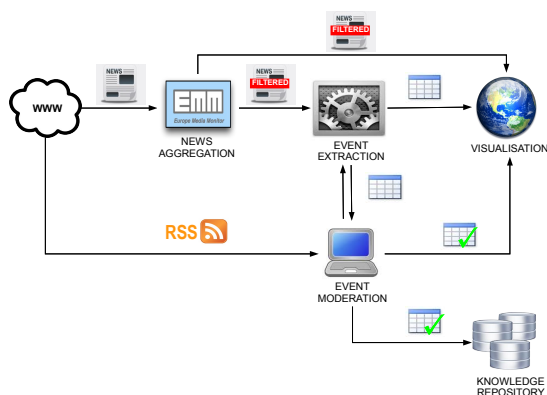 NEWS
FILTERED
NEWS
NEWS
FILTERED
www
EMM
Europe Media Monitor
NEWS
AGGREGATION
EVENT
EXTRACTION
VISUALISATION
RSS
EVENT
MODERATION
KNOWLEDGE
REPOSITORY